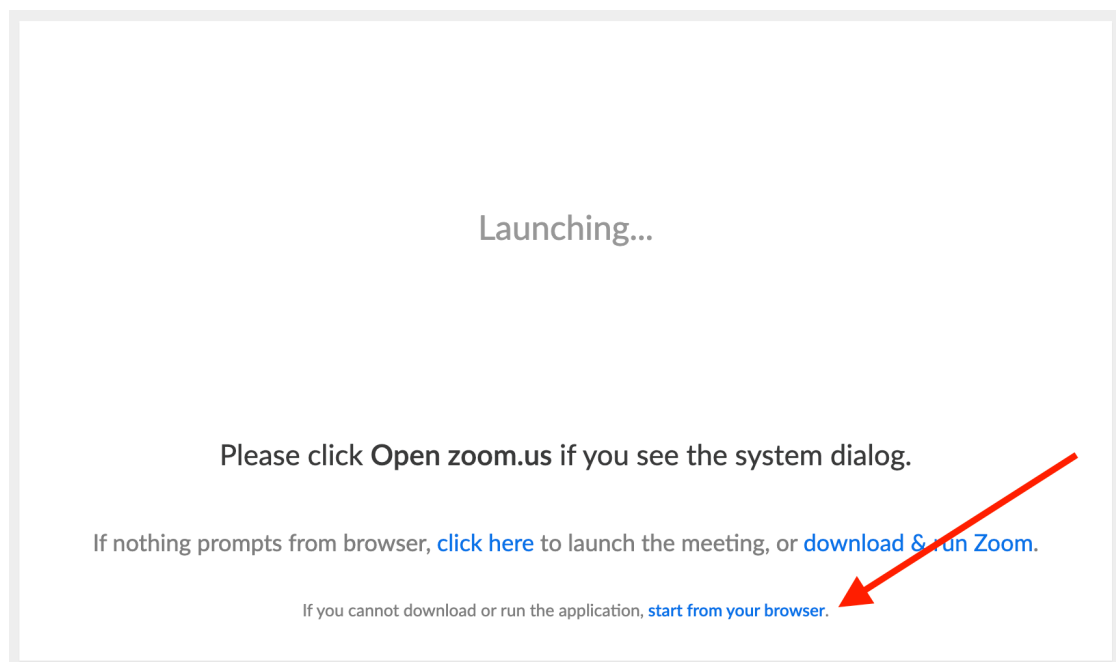 Launching...
Please click Open zoom.us if you see the system dialog.
If nothing prompts from browser, click here to launch the meeting, or download & run Zoom.
If you cannot download or run the application, start from your browser.